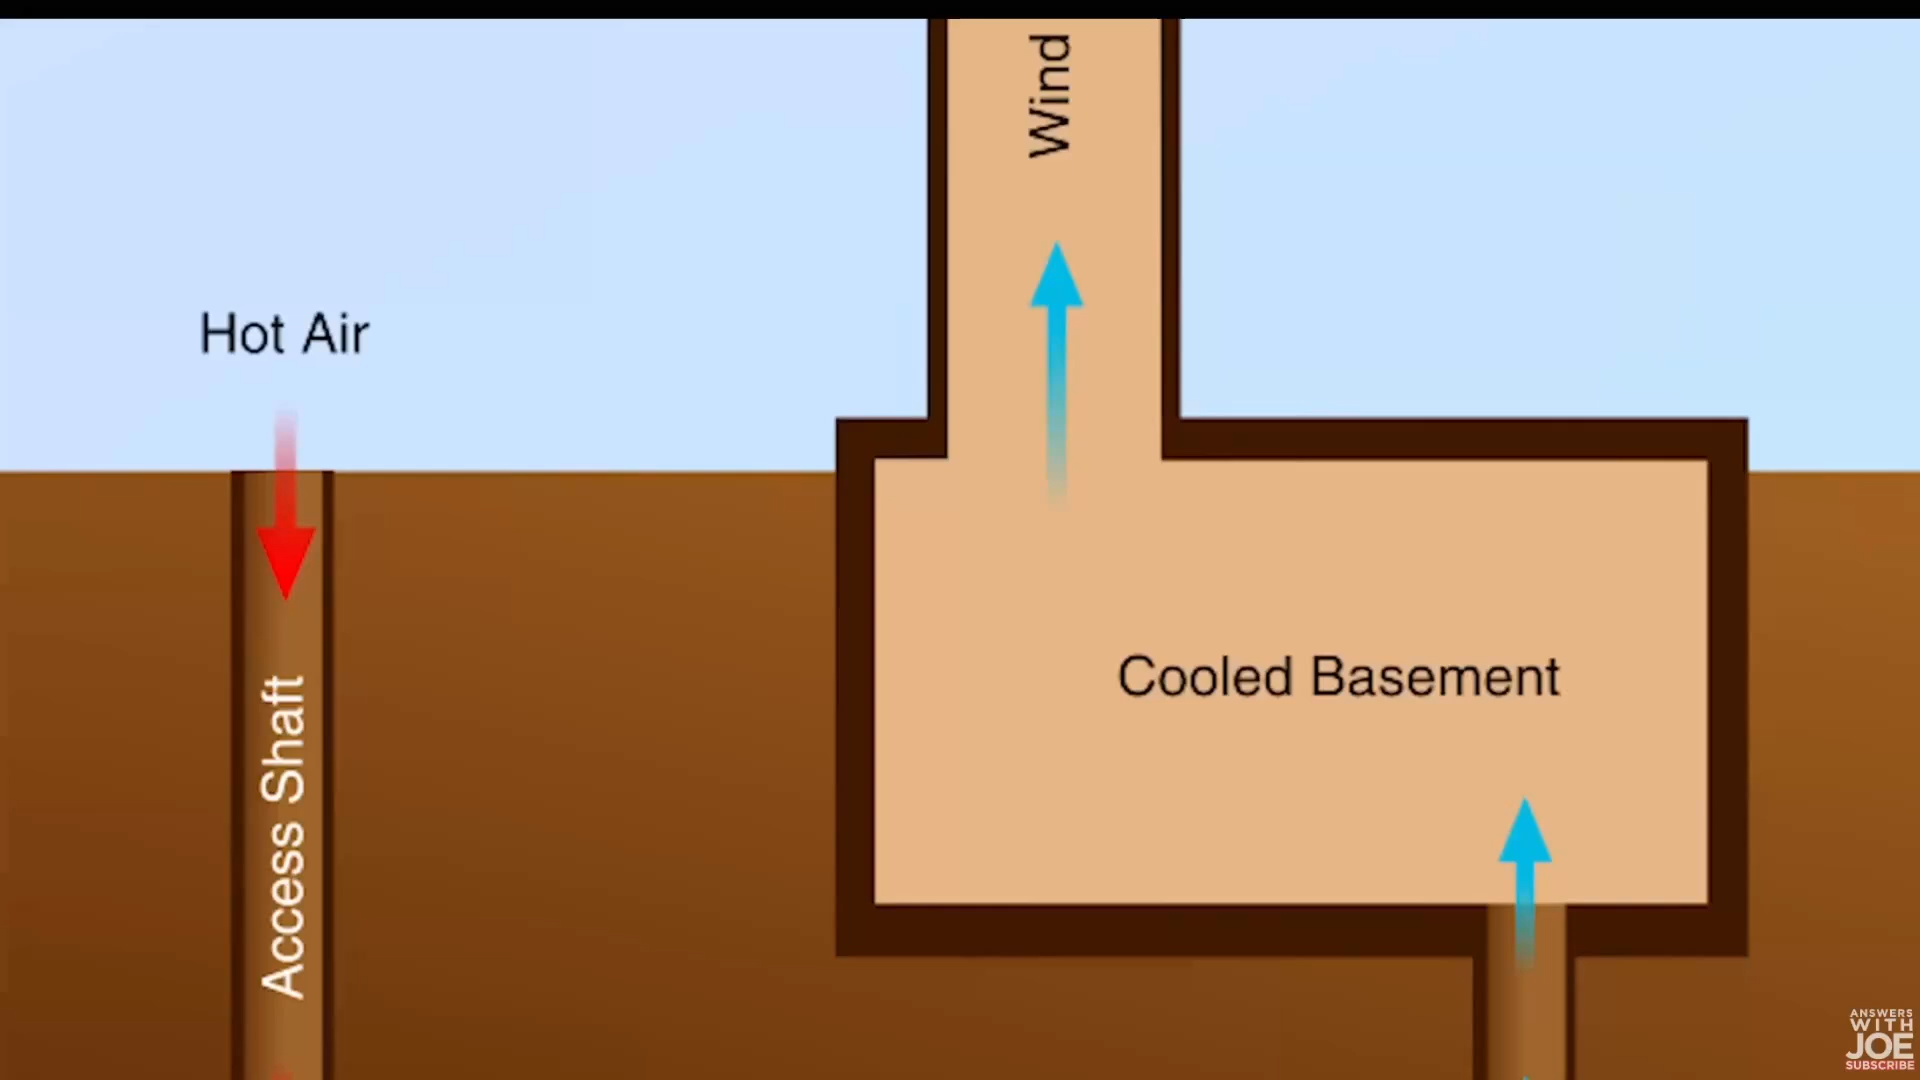 Wind
Hot Air
Access Shaft
Cooled Basement
ANSWERS
WITH
JOE
SUBSCRIBE